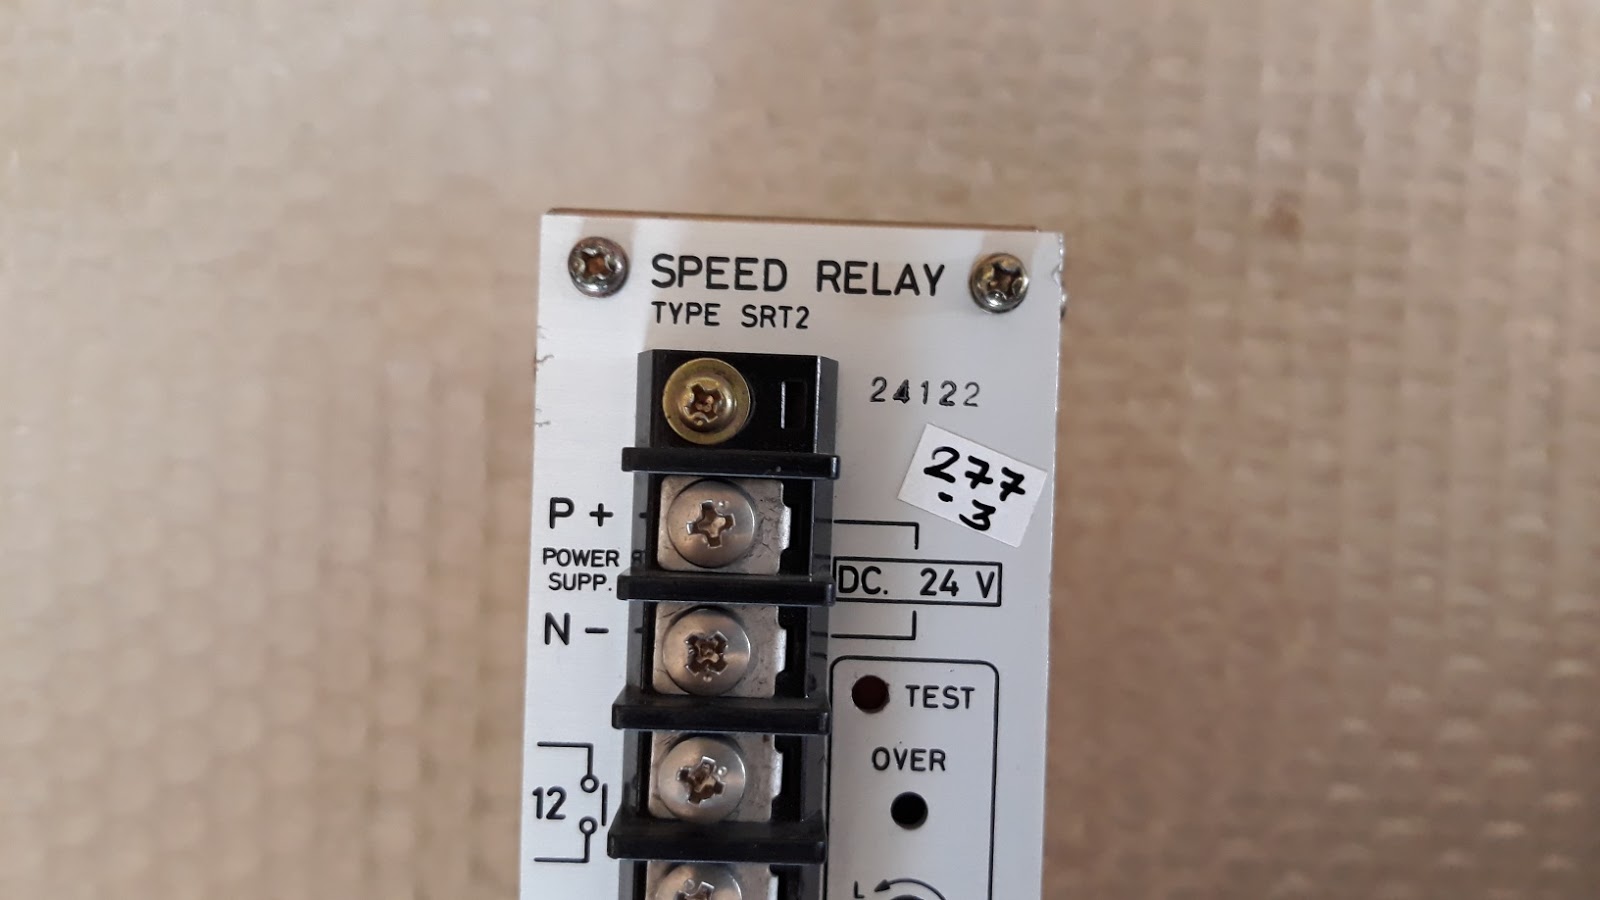 SPEED RELAY
TYPE SRT2
24122
277
-3
P +
POWER
SUPP.
DC. 24 V
N -
TEST
OVER
12
L